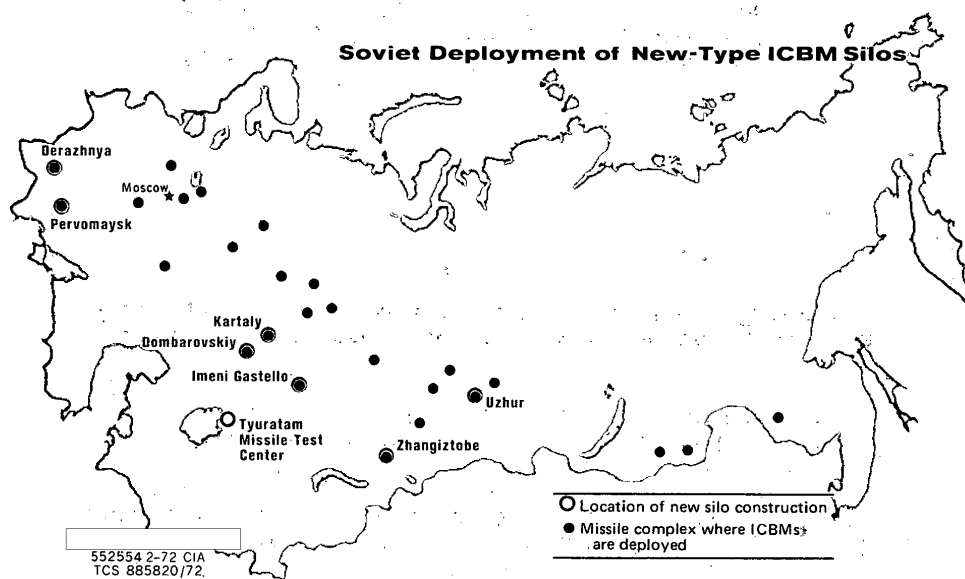 Soviet Deployment of New-Type ICBM Silos
Derazhnya
Moscow
Pervomaysk
Kartaly
Dombarovskiy
Imeni Gastello
Uzhur
Tyuratam
Missile Test
Center
Zhangiztobe
Location of new silo construction
Missile complex where ICBMs
are deployed
552554 2-72 CIA
TCS 885820/72